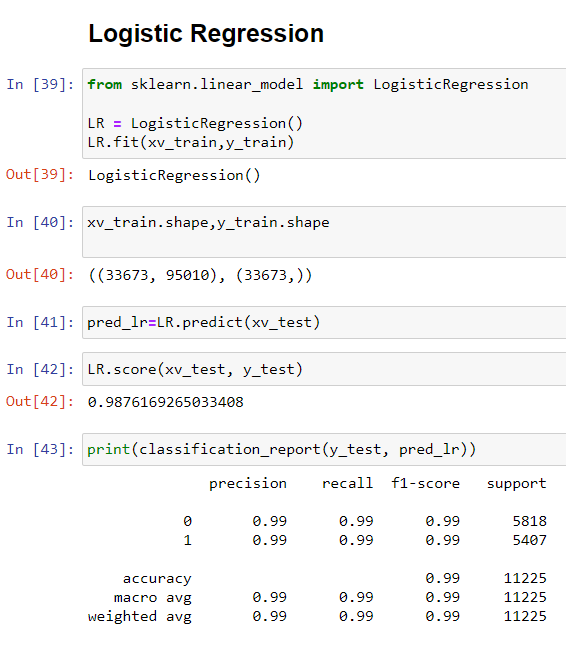 Logistic Regression
In [39]: from sklearn.linear_model import LogisticRegression
LR = LogisticRegression()
LR.fit(xv_train,y_train)
Out[39]: LogisticRegression()
In [40]: xv_train.shape,y_train.shape
Out[40]: ((33673, 95010), (33673,))
In [41]: pred_lr=LR.predict(xv_test)
In [42]: LR.score(xv_test, y_test)
Out[42]: 0.9876169265033408
In [43]: print(classification_report(y_test, pred_lr))
precision recall f1-score support
0 0.99 0.99 0.99 5818
1 0.99 0.99 0.99 5407
accuracy 0.99 11225
macro avg 0.99 0.99 0.99 11225
weighted avg 0.99 0.99 0.99 11225